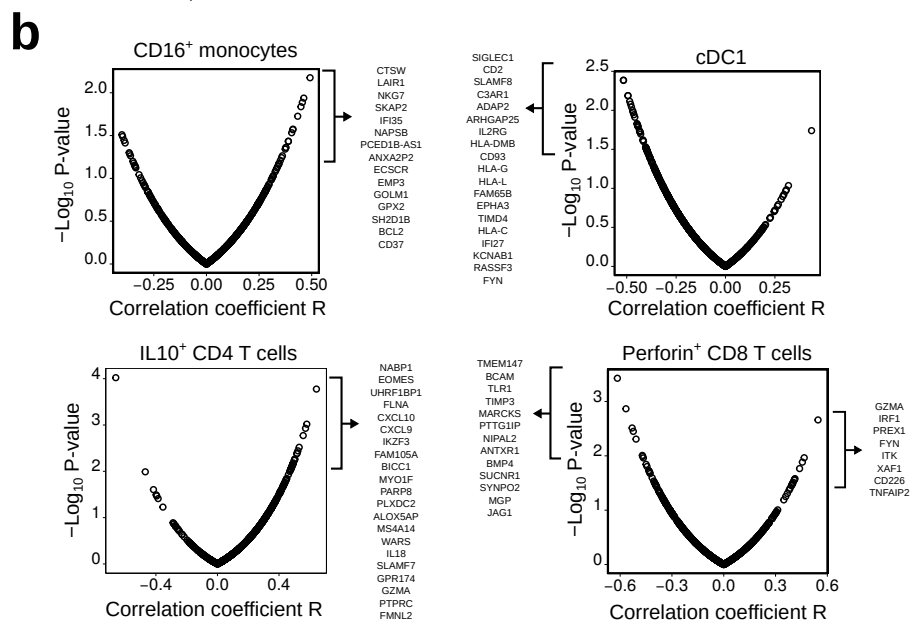 b
CD16+ monocytes
−Log10 P-value
2.0
1.5
1.0
0.5
0.0
−0.25
0.0
0.25
0.50
Correlation coefficient R
CTSW
LAIR1
NKG7
SKAP2
IFI35
NAPSB
PCED1B-AS1
ANXA2P2
ECSCR
EMP3
GOLM1
GPX2
SH2D1B
BCL2
CD37
SIGLEC1
CD2
SLAMF8
C3AR1
ADAP2
ARHGAP25
IL2RG
HLA-DMB
CD93
HLA-G
HLA-L
FAM65B
EPHA3
TIMD4
HLA-C
IFI27
KCNAB1
RASSF3
FYN
cDC1
−Log10 P-value
2.5
2.0
1.5
1.0
0.5
0.0
−0.50
−0.25
0.0
0.25
Correlation coefficient R
IL10+ CD4 T cells
−Log10 P-value
4
3
2
1
0
−0.4
0.0
0.4
Correlation coefficient R
NABP1
EOMES
UHRF1BP1
FLNA
CXCL10
CXCL9
IKZF3
FAM105A
BICC1
MYO1F
PARP8
PLXDC2
ALOX5AP
MS4A14
WARS
IL18
SLAMF7
GPR174
GZMA
PTPRC
FMNL2
TMEM147
BCAM
TLR1
TIMP3
MARCKS
PTTG1IP
NIPAL2
ANTXR1
BMP4
SUCNR1
SYNPO2
MGP
JAG1
Perforin+ CD8 T cells
−Log10 P-value
3
2
1
0
−0.6
−0.3
0.0
0.3
0.6
Correlation coefficient R
GZMA
IRF1
PREX1
FYN
ITK
XAF1
CD226
TNFAIP2